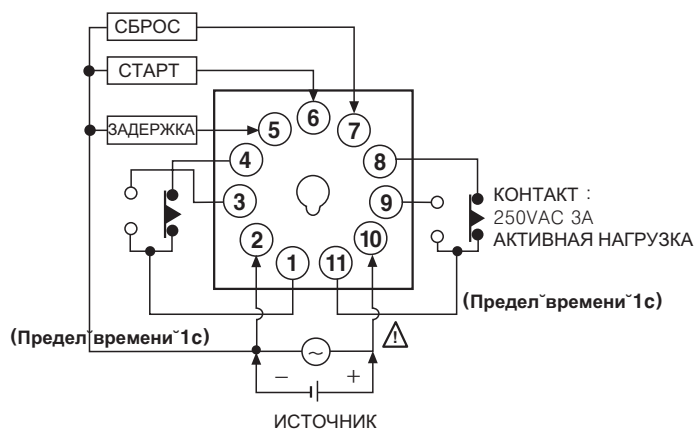 СБРОС
СТАРТ
ЗАДЕРЖКА
6
5
7
4
8
3
9
2
10
1
11
КОНТАКТ :
250VAC 3A
АКТИВНАЯ НАГРУЗКА
(Предел˘времени˘1с)
(Предел˘времени˘1с)
~
!
− +
ИСТОЧНИК